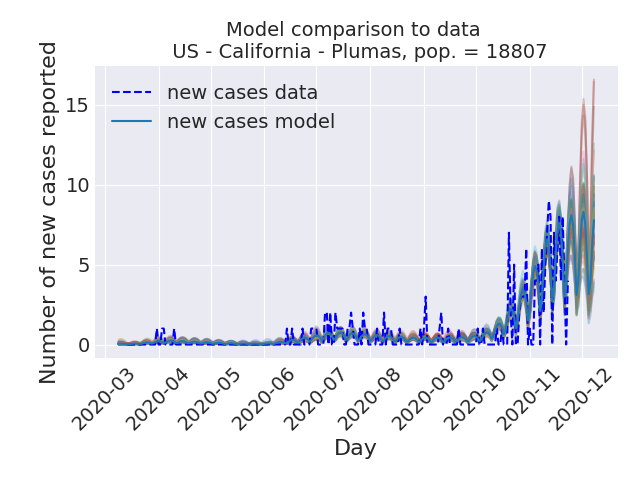 Model comparison to data
US - California - Plumas, pop. = 18807
Number of new cases reported
15
10
5
0
new cases data
new cases model
2020-03
2020-04
2020-05
2020-06
2020-07
2020-08
2020-09
2020-10
2020-11
2020-12
Day